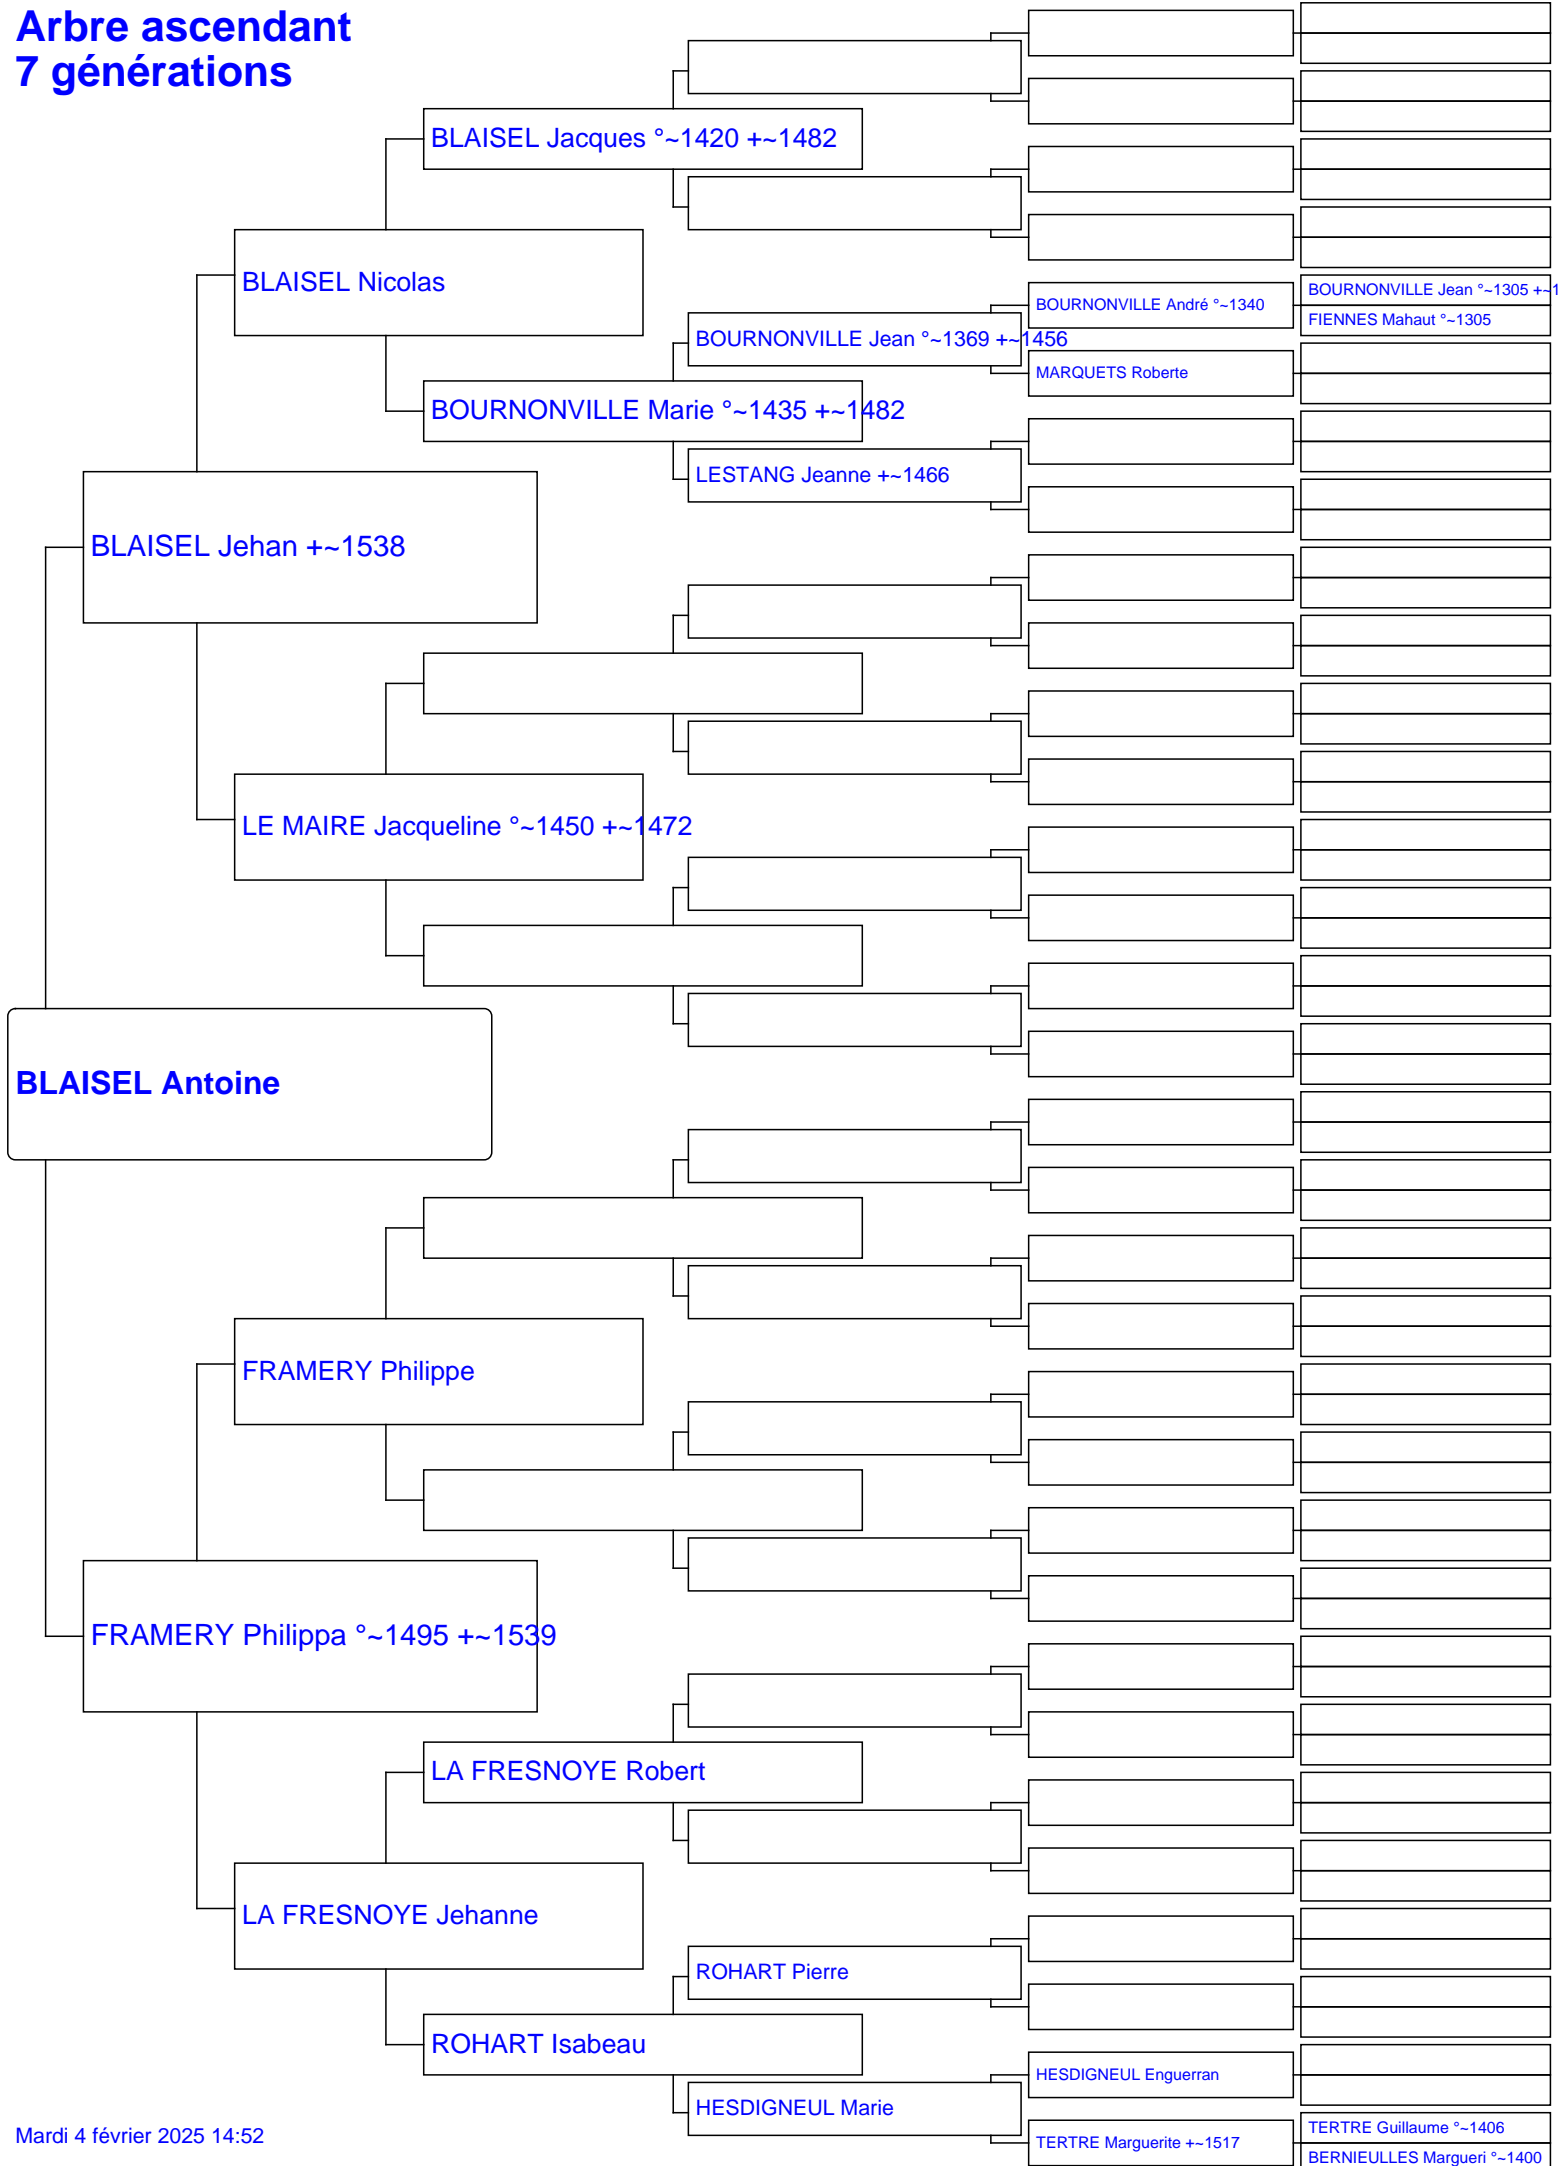 Arbre ascendant
7 générations
BLAISEL Jacques °~1420 +~1482
BLAISEL Nicolas
BOURNONVILLE Jean °~1305 +~1
BOURNONVILLE André °~1340
FIENNES Mahaut °~1305
BOURNONVILLE Jean °~1369 +~1456
MARQUETS Roberte
BOURNONVILLE Marie °~1435 +~1482
LESTANG Jeanne +~1466
BLAISEL Jehan +~1538
LE MAIRE Jacqueline °~1450 +~1472
BLAISEL Antoine
FRAMERY Philippe
FRAMERY Philippa °~1495 +~1539
LA FRESNOYE Robert
LA FRESNOYE Jehanne
ROHART Pierre
ROHART Isabeau
HESDIGNEUL Enguerran
HESDIGNEUL Marie
TERTRE Guillaume °~1406
TERTRE Marguerite +~1517
BERNIEULLES Margueri °~1400
Mardi 4 février 2025 14:52